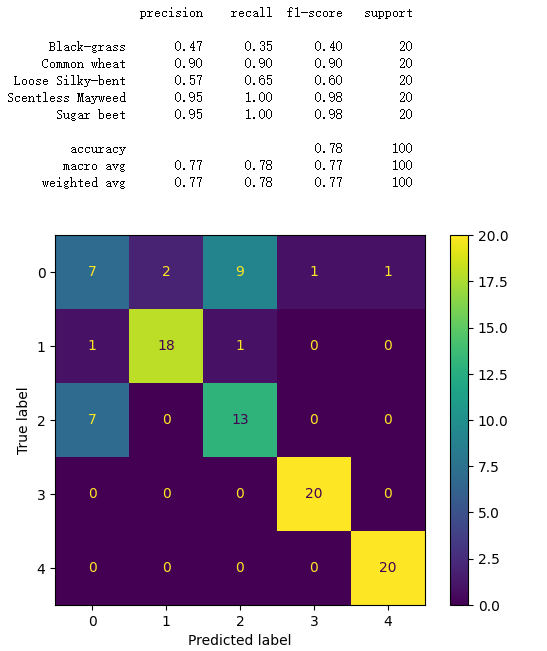 precision recall f1-score support
Black-grass 0.47 0.35 0.40 20
Common wheat 0.90 0.90 0.90 20
Loose Silky-bent 0.57 0.65 0.60 20
Scentless Mayweed 0.95 1.00 0.98 20
Sugar beet 0.95 1.00 0.98 20
accuracy 0.78 100
macro avg 0.77 0.78 0.77 100
weighted avg 0.77 0.78 0.77 100
20.0
0 7 2 9 1 1
17.5
1 1 18 1 0 0
15.0
12.5
True label
2 7 0 13 0 0
10.0
7.5
3 0 0 0 20 0
5.0
4 0 0 0 0 20
2.5
0.0
0 1 2 3 4
Predicted label